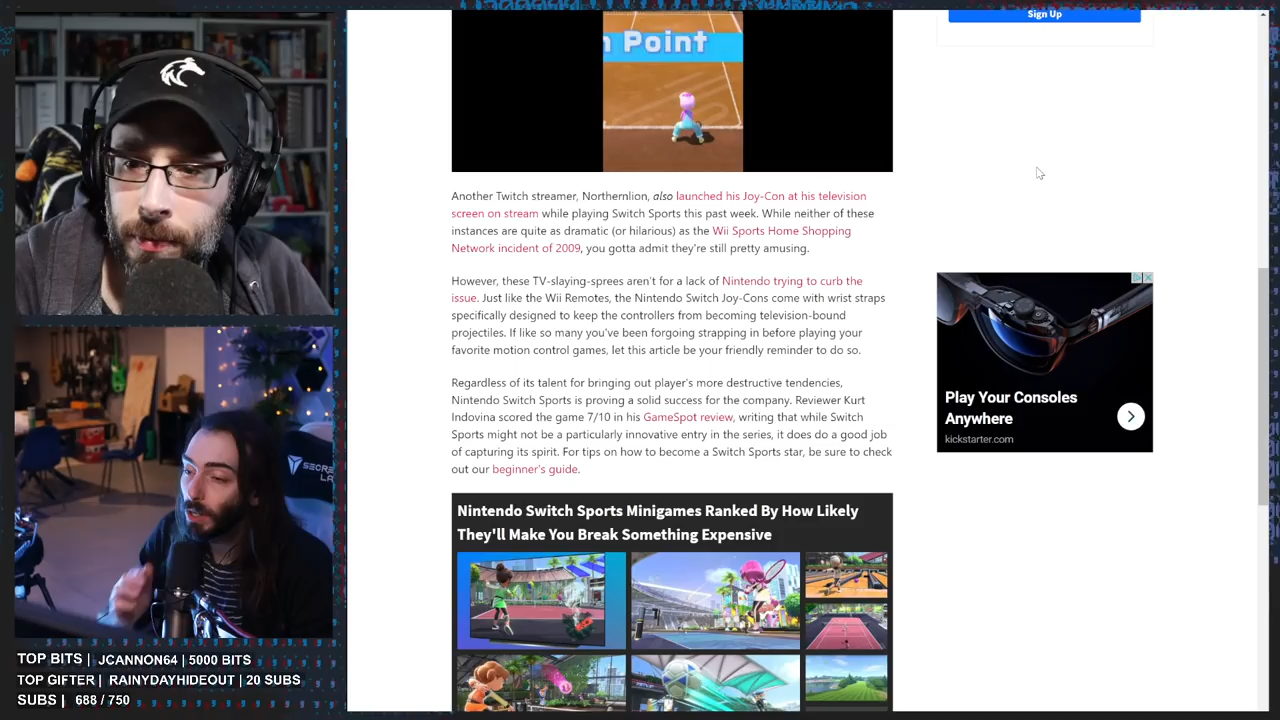 Sign Up
n Point
Another Twitch streamer, Northernlion, also launched his Joy-Con at his television
screen on stream while playing Switch Sports this past week. While neither of these
instances are quite as dramatic (or hilarious) as the Wii Sports Home Shopping
Network incident of 2009, you gotta admit they're still pretty amusing.
However, these TV-slaying-sprees aren't for a lack of Nintendo trying to curb the
issue. Just like the Wii Remotes, the Nintendo Switch Joy-Cons come with wrist straps
specifically designed to keep the controllers from becoming television-bound
projectiles. If like so many you've been forgoing strapping in before playing your
favorite motion control games, let this article be your friendly reminder to do so.
Regardless of its talent for bringing out player's more destructive tendencies,
Nintendo Switch Sports is proving a solid success for the company. Reviewer Kurt
Indovina scored the game 7/10 in his GameSpot review, writing that while Switch
Sports might not be a particularly innovative entry in the series, it does do a good job
of capturing its spirit. For tips on how to become a Switch Sports star, be sure to check
out our beginner's guide.
Nintendo Switch Sports Minigames Ranked By How Likely
They'll Make You Break Something Expensive
Play Your Consoles
Anywhere
kickstarter.com
TOP BITS | JCANNON64 | 5000 BITS
TOP GIFTER | RAINYDAYHIDEOUT | 20 SUBS
SUBS | 688 / 750